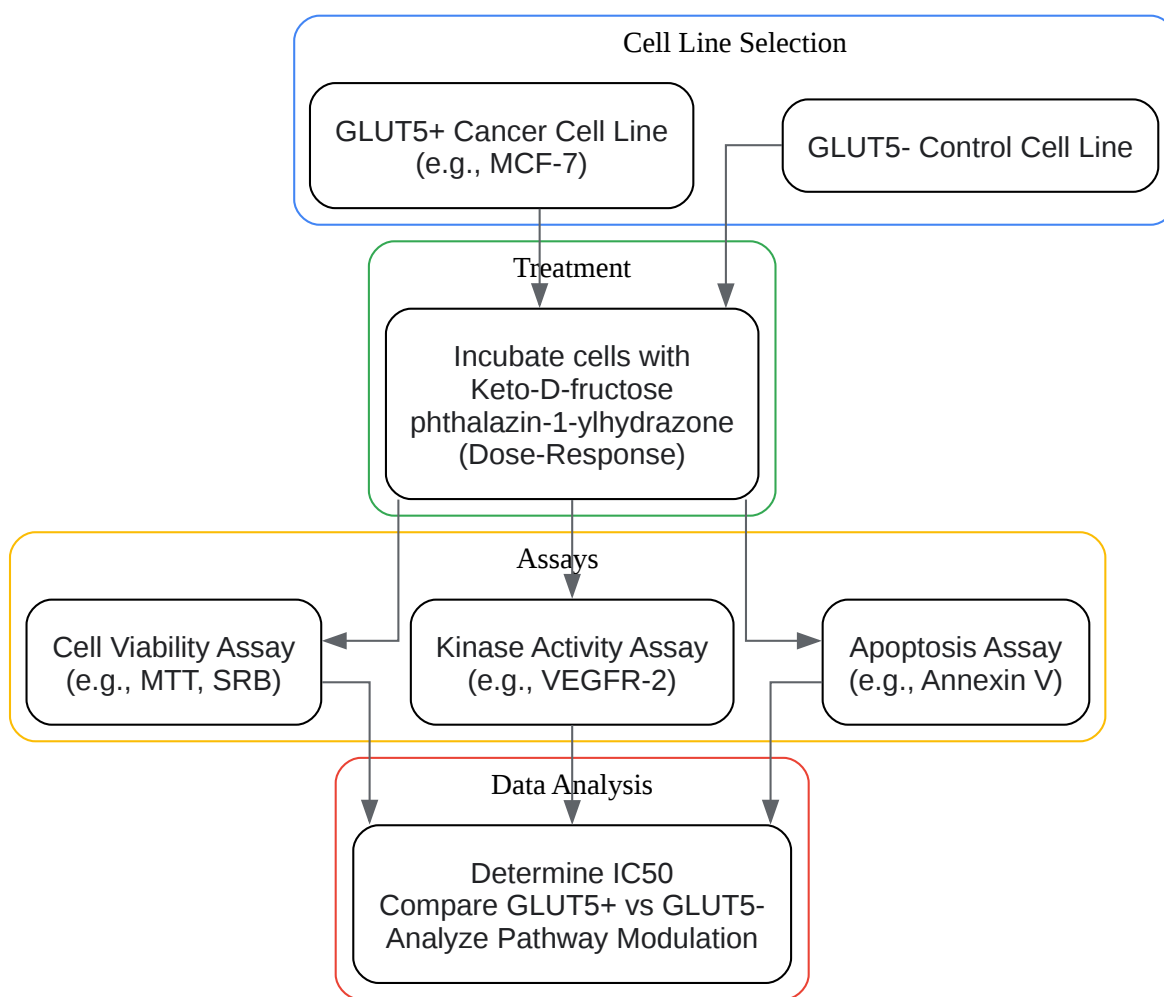 Cell Line Selection
GLUT5+ Cancer Cell Line
(e.g., MCF-7)
GLUT5- Control Cell Line
Treatment
Incubate cells with
Keto-D-fructose
phthalazin-1-ylhydrazone
(Dose-Response)
Assays
Cell Viability Assay
(e.g., MTT, SRB)
Kinase Activity Assay
(e.g., VEGFR-2)
Apoptosis Assay
(e.g., Annexin V)
Data Analysis
Determine IC50
Compare GLUT5+ vs GLUT5-
Analyze Pathway Modulation